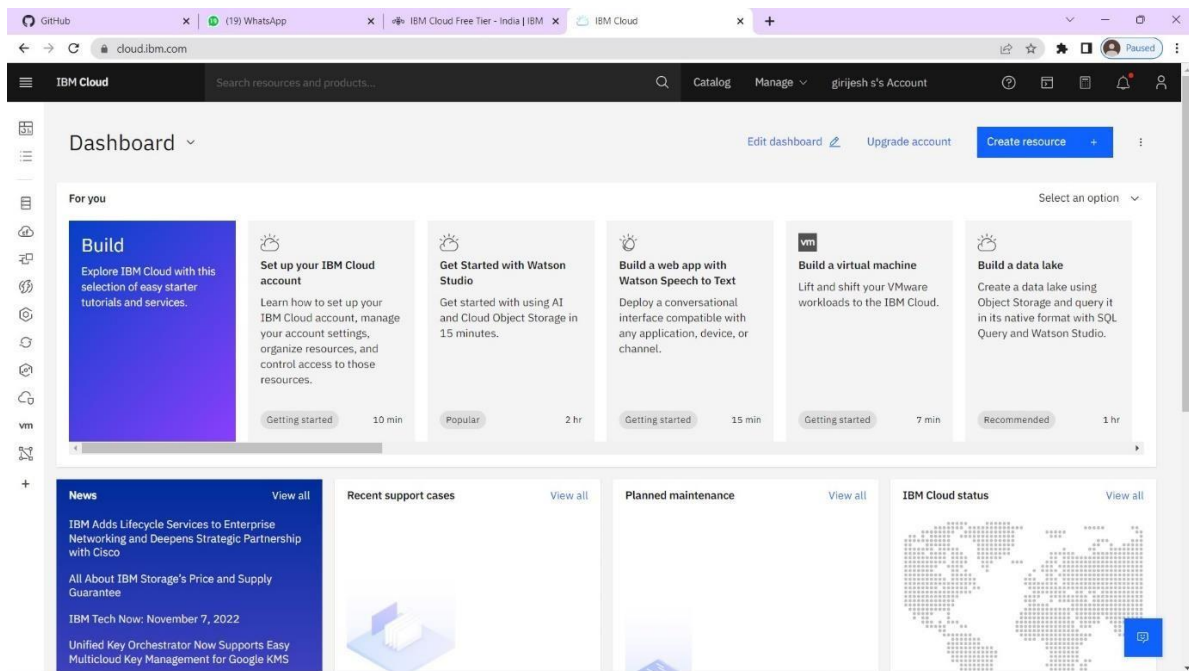 GitHub
(19) WhatsApp
IBM Cloud Free Tier - India | IBM
IBM Cloud
cloud.ibm.com
Paused
IBM Cloud
Search resources and products...
Catalog
Manage
girijesh s's Account
Dashboard
Edit dashboard
Upgrade account
Create resource +
For you
Select an option
Build
Explore IBM Cloud with this
selection of easy starter
tutorials and services.
Set up your IBM Cloud
account
Learn how to set up your
IBM Cloud account, manage
your account settings,
organize resources, and
control access to those
resources.
Getting started
10 min
Get Started with Watson
Studio
Get started with using AI
and Cloud Object Storage in
15 minutes.
Popular
2 hr
Build a web app with
Watson Speech to Text
Deploy a conversational
interface compatible with
any application, device, or
channel.
Getting started
15 min
vm
Build a virtual machine
Lift and shift your VMware
workloads to the IBM Cloud.
Getting started
7 min
Build a data lake
Create a data lake using
Object Storage and query it
in its native format with SQL
Query and Watson Studio.
Recommended
1 hr
vm
News
View all
IBM Adds Lifecycle Services to Enterprise
Networking and Deepens Strategic Partnership
with Cisco
All About IBM Storage's Price and Supply
Guarantee
IBM Tech Now: November 7, 2022
Unified Key Orchestrator Now Supports Easy
Multicloud Key Management for Google KMS
Recent support cases
View all
Planned maintenance
View all
IBM Cloud status
View all